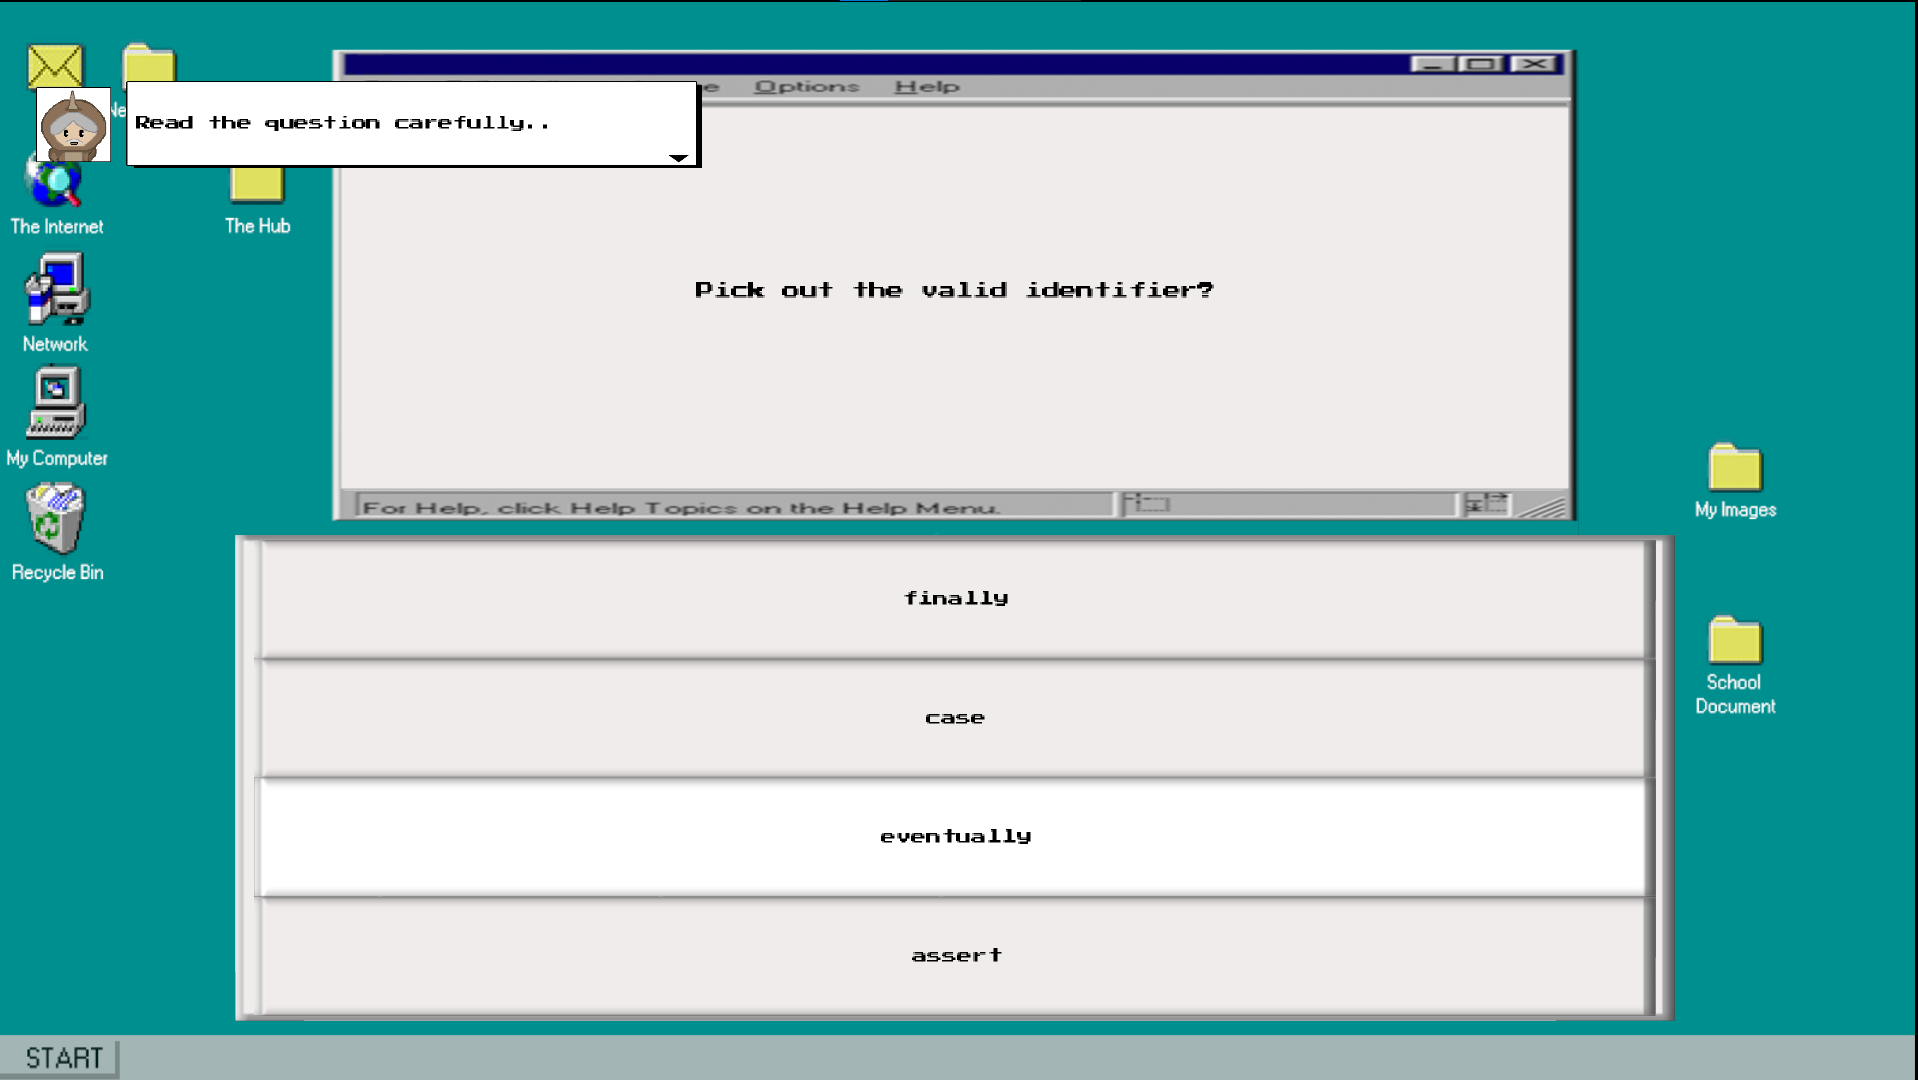 Ne
Read the question carefully..
e Options Help
The Internet
The Hub
Network
My Computer
Recycle Bin
Pick out the valid identifier?
For Help, click Help Topics on the Help Menu.
My Images
School
Document
finally
case
eventually
assert
START